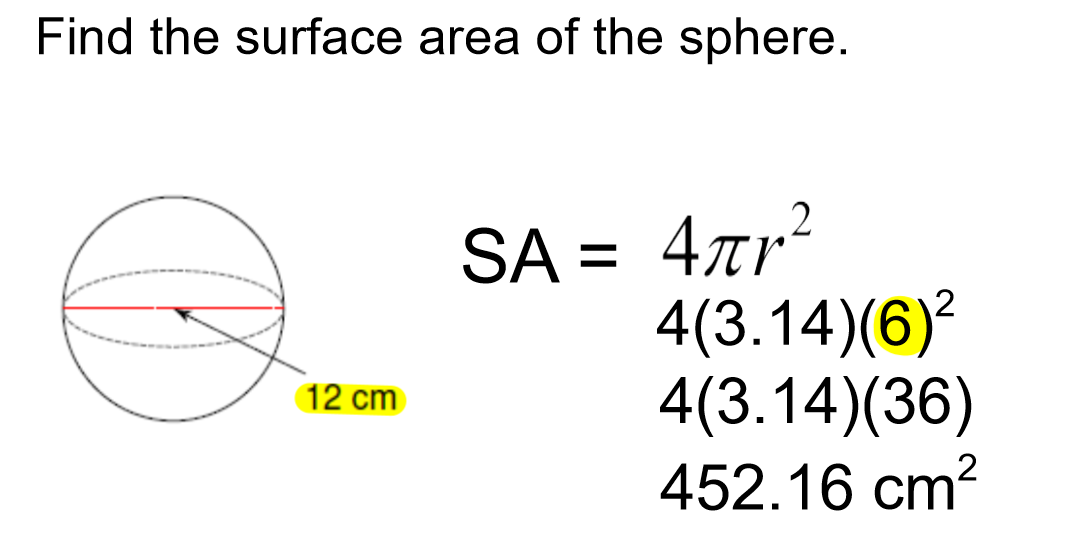 Find the surface area of the sphere.
SA = 4πr²
4(3.14)(6)²
4(3.14)(36)
12 cm
452.16 cm²